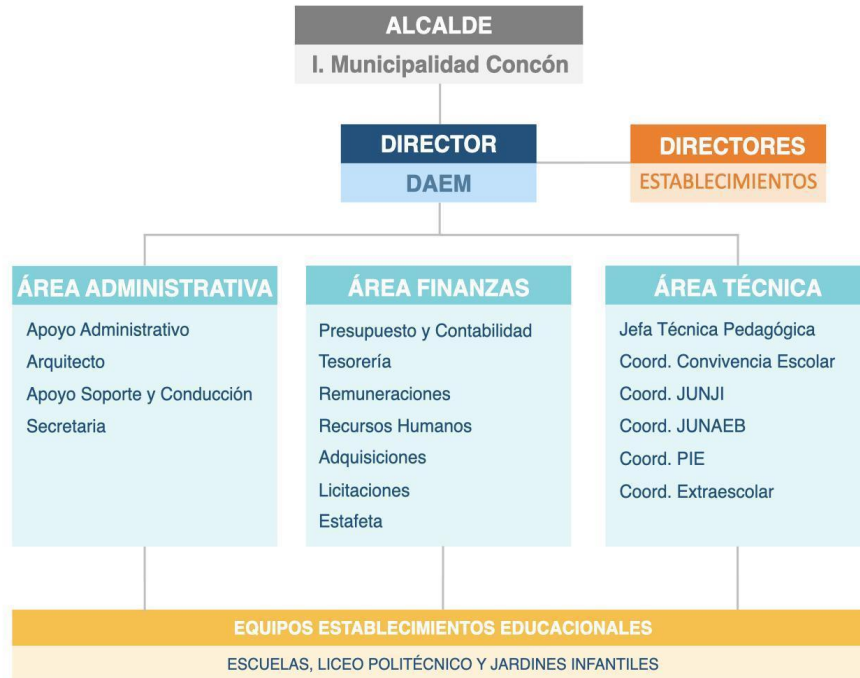 ALCALDE
I. Municipalidad Concón
DIRECTOR
DAEM
DIRECTORES
ESTABLECIMIENTOS
ÁREA ADMINISTRATIVA
Apoyo Administrativo
Arquitecto
Apoyo Soporte y Conducción
Secretaria
ÁREA FINANZAS
Presupuesto y Contabilidad
Tesorería
Remuneraciones
Recursos Humanos
Adquisiciones
Licitaciones
Estafeta
ÁREA TÉCNICA
Jefa Técnica Pedagógica
Coord. Convivencia Escolar
Coord. JUNJI
Coord. JUNAEB
Coord. PIE
Coord. Extraescolar
EQUIPOS ESTABLECIMIENTOS EDUCACIONALES
ESCUELAS, LICEO POLITÉCNICO Y JARDINES INFANTILES